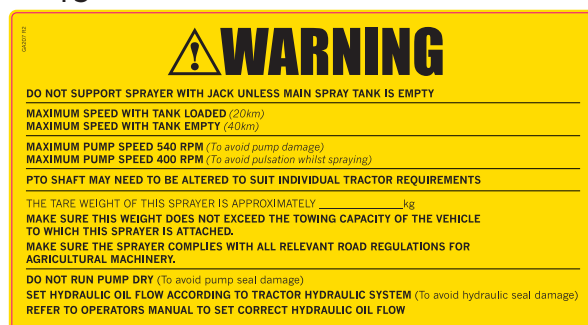 WARNING
DO NOT SUPPORT SPRAYER WITH JACK UNLESS MAIN SPRAY TANK IS EMPTY
MAXIMUM SPEED WITH TANK LOADED (20km)
MAXIMUM SPEED WITH TANK EMPTY (40km)
MAXIMUM PUMP SPEED 540 RPM (To avoid pump damage)
MAXIMUM PUMP SPEED 400 RPM (To avoid pulsation whilst spraying)
PTO SHAFT MAY NEED TO BE ALTERED TO SUIT INDIVIDUAL TRACTOR REQUIREMENTS
THE TARE WEIGHT OF THIS SPRAYER IS APPROXIMATELY ______________kg
MAKE SURE THIS WEIGHT DOES NOT EXCEED THE TOWING CAPACITY OF THE VEHICLE
TO WHICH THIS SPRAYER IS ATTACHED.
MAKE SURE THE SPRAYER COMPLIES WITH ALL RELEVANT ROAD REGULATIONS FOR
AGRICULTURAL MACHINERY.
DO NOT RUN PUMP DRY (To avoid pump seal damage)
SET HYDRAULIC OIL FLOW ACCORDING TO TRACTOR HYDRAULIC SYSTEM (To avoid hydraulic seal damage)
REFER TO OPERATORS MANUAL TO SET CORRECT HYDRAULIC OIL FLOW